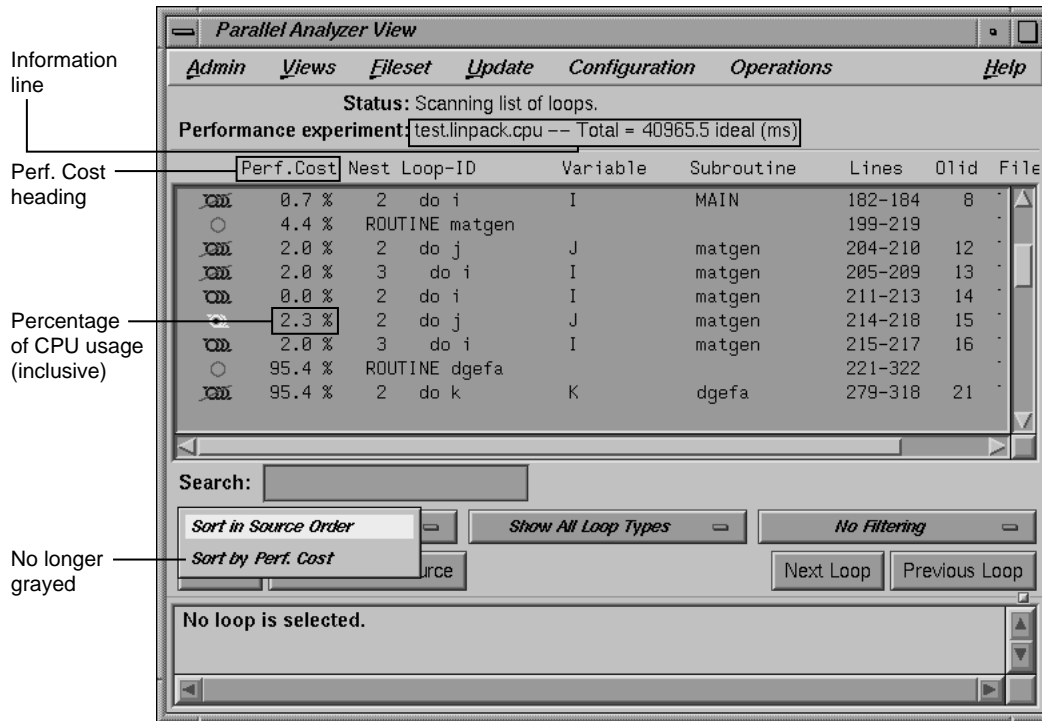 Parallel Analyzer View
Admin Views Fileset Update Configuration Operations Help
Information line
Status: Scanning list of loops.
Performance experiment: test.linpack.cpu -- Total = 40965.5 ideal (ms)
Perf. Cost heading
Perf.Cost Nest Loop-ID Variable Subroutine Lines Olid File
0.7 % 2 do i I MAIN 182-184 8
4.4 % ROUTINE matgen 199-219
2.0 % 2 do j J matgen 204-210 12
2.0 % 3 do i I matgen 205-209 13
0.0 % 2 do i I matgen 211-213 14
2.3 % 2 do j J matgen 214-218 15
2.0 % 3 do i I matgen 215-217 16
95.4 % ROUTINE dgefa 221-322
95.4 % 2 do k K dgefa 279-318 21
Percentage of CPU usage (inclusive)
Search:
Sort in Source Order Show All Loop Types No Filtering
Sort by Perf. Cost
No longer grayed
urce Next Loop Previous Loop
No loop is selected.